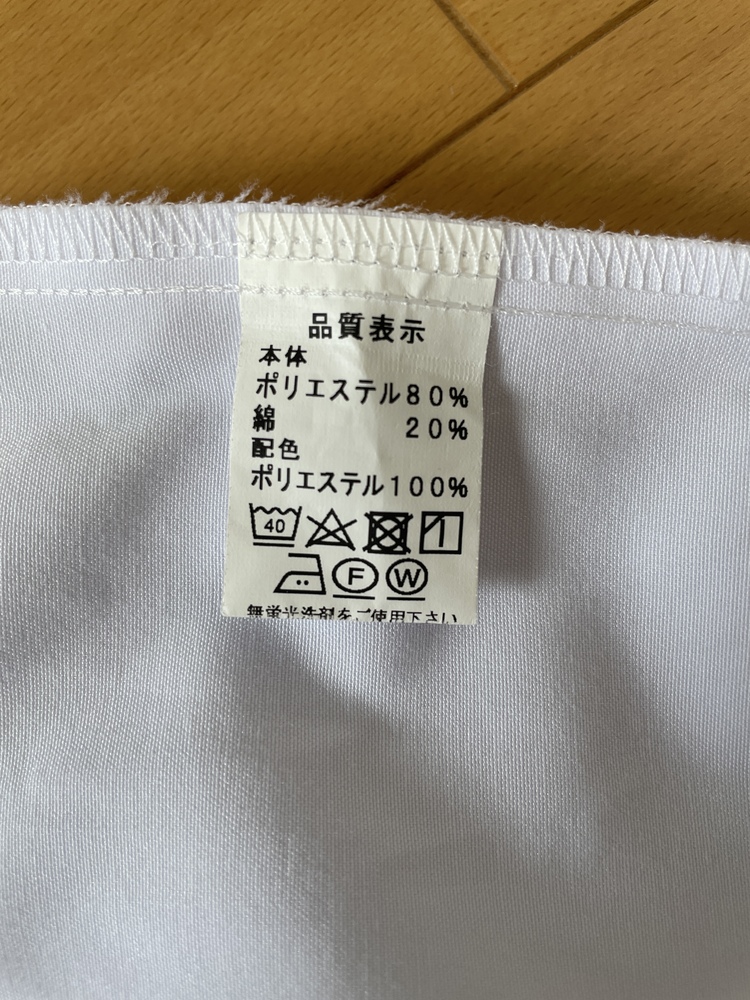 品質表示
本体
ポリエステル80%
綿 20%
配色
ポリエステル100%
40
F W
無蛍光洗剤をご使用下さい